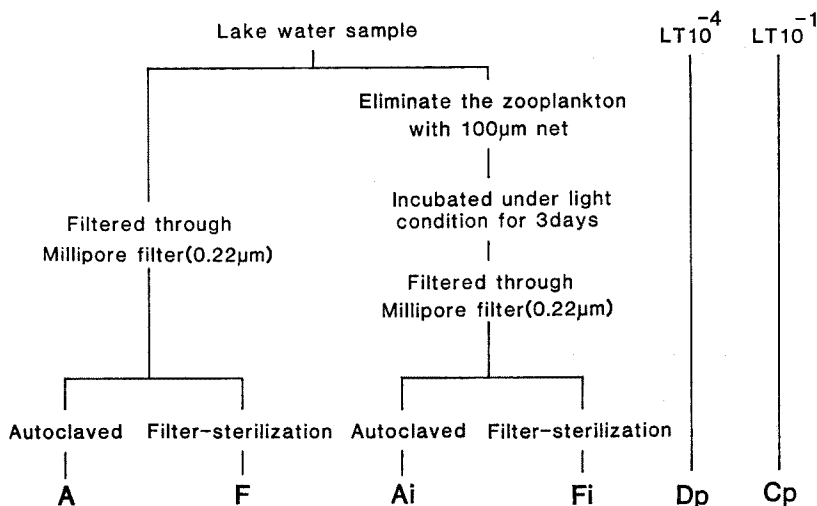 Lake water sample
LT10⁻⁴
LT10⁻¹
Eliminate the zooplankton
with 100µm net
Incubated under light
condition for 3days
Filtered through
Millipore filter(0.22µm)
Filtered through
Millipore filter(0.22µm)
Autoclaved
Filter-sterilization
Autoclaved
Filter-sterilization
A
F
Ai
Fi
Dp
Cp